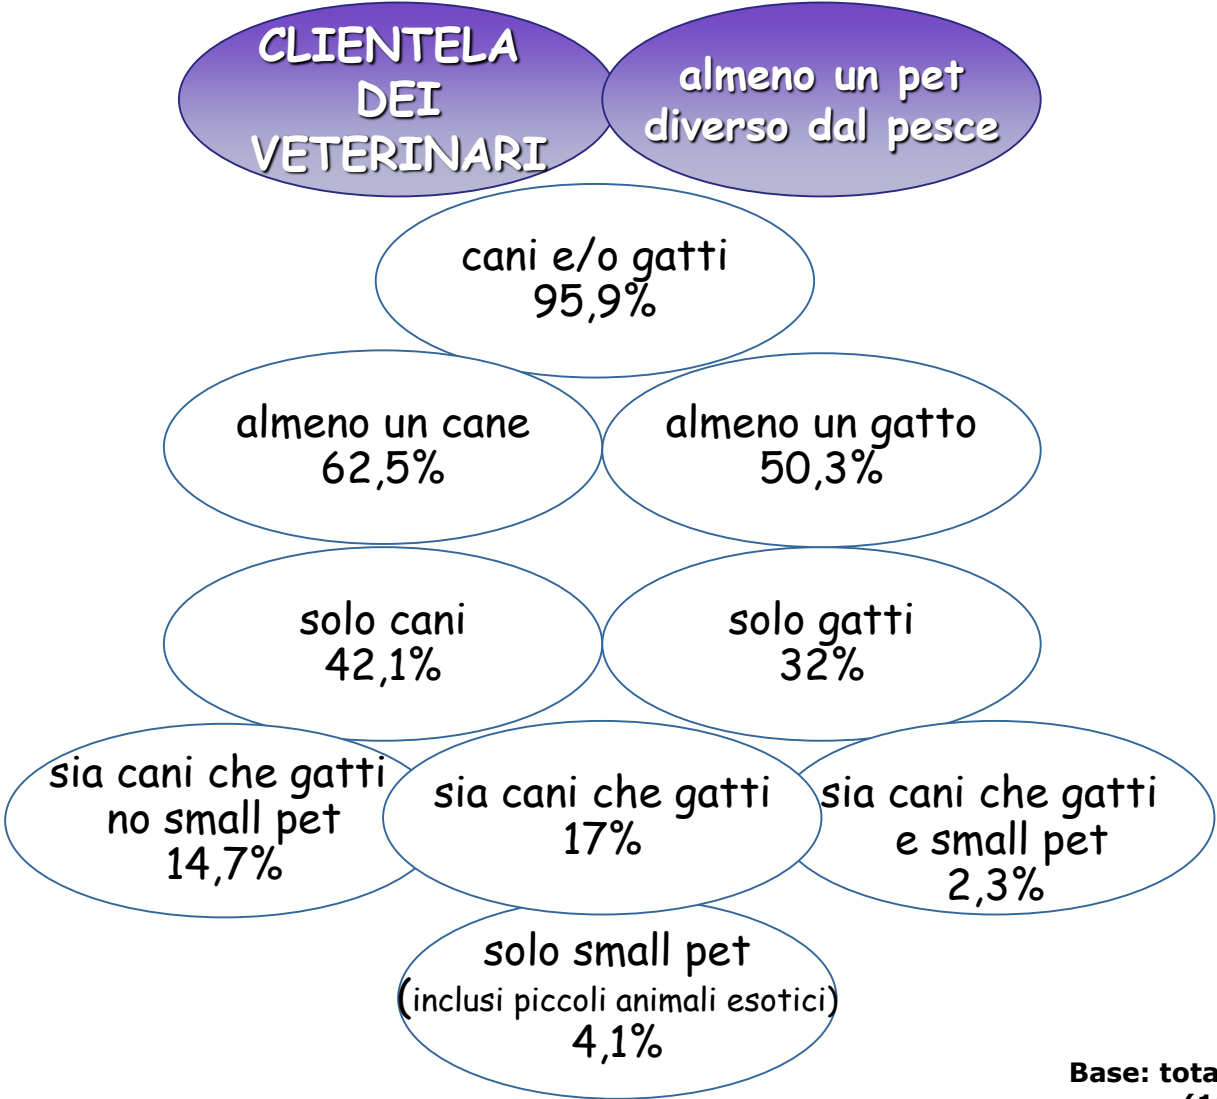 CLIENTELA
DEI
VETERINARI
almeno un pet
diverso dal pesce
cani e/o gatti
95,9%
almeno un cane
62,5%
almeno un gatto
50,3%
solo cani
42,1%
solo gatti
32%
sia cani che gatti
no small pet
14,7%
sia cani che gatti
17%
sia cani che gatti
e small pet
2,3%
solo small pet
(inclusi piccoli animali esotici)
4,1%
Base: